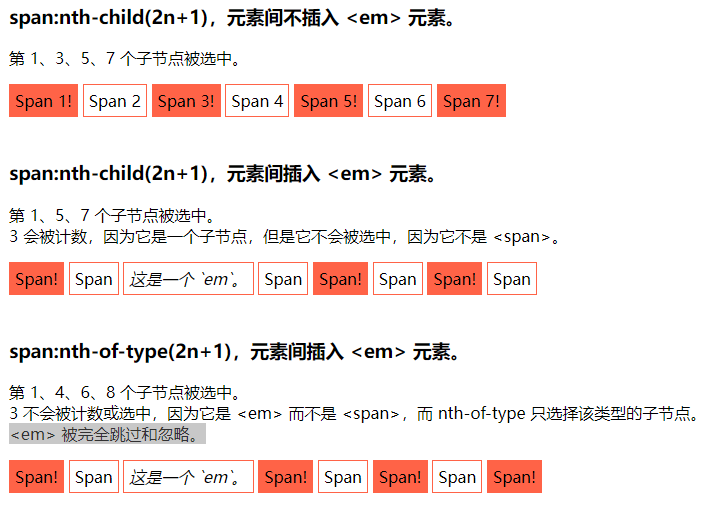 span:nth-child(2n+1)，元素间不插入 <em> 元素。
第 1、3、5、7 个子节点被选中。
Span 1! Span 2 Span 3! Span 4 Span 5! Span 6 Span 7!
span:nth-child(2n+1)，元素间插入 <em> 元素。
第 1、5、7 个子节点被选中。
3 会被计数，因为它是一个子节点，但是它不会被选中，因为它不是 <span>。
Span! Span 这是一个 `em`。 Span Span! Span Span! Span
span:nth-of-type(2n+1)，元素间插入 <em> 元素。
第 1、4、6、8 个子节点被选中。
3 不会被计数或选中，因为它是 <em> 而不是 <span>，而 nth-of-type 只选择该类型的子节点。
<em> 被完全跳过和忽略。
Span! Span 这是一个 `em`。 Span! Span Span! Span Span!